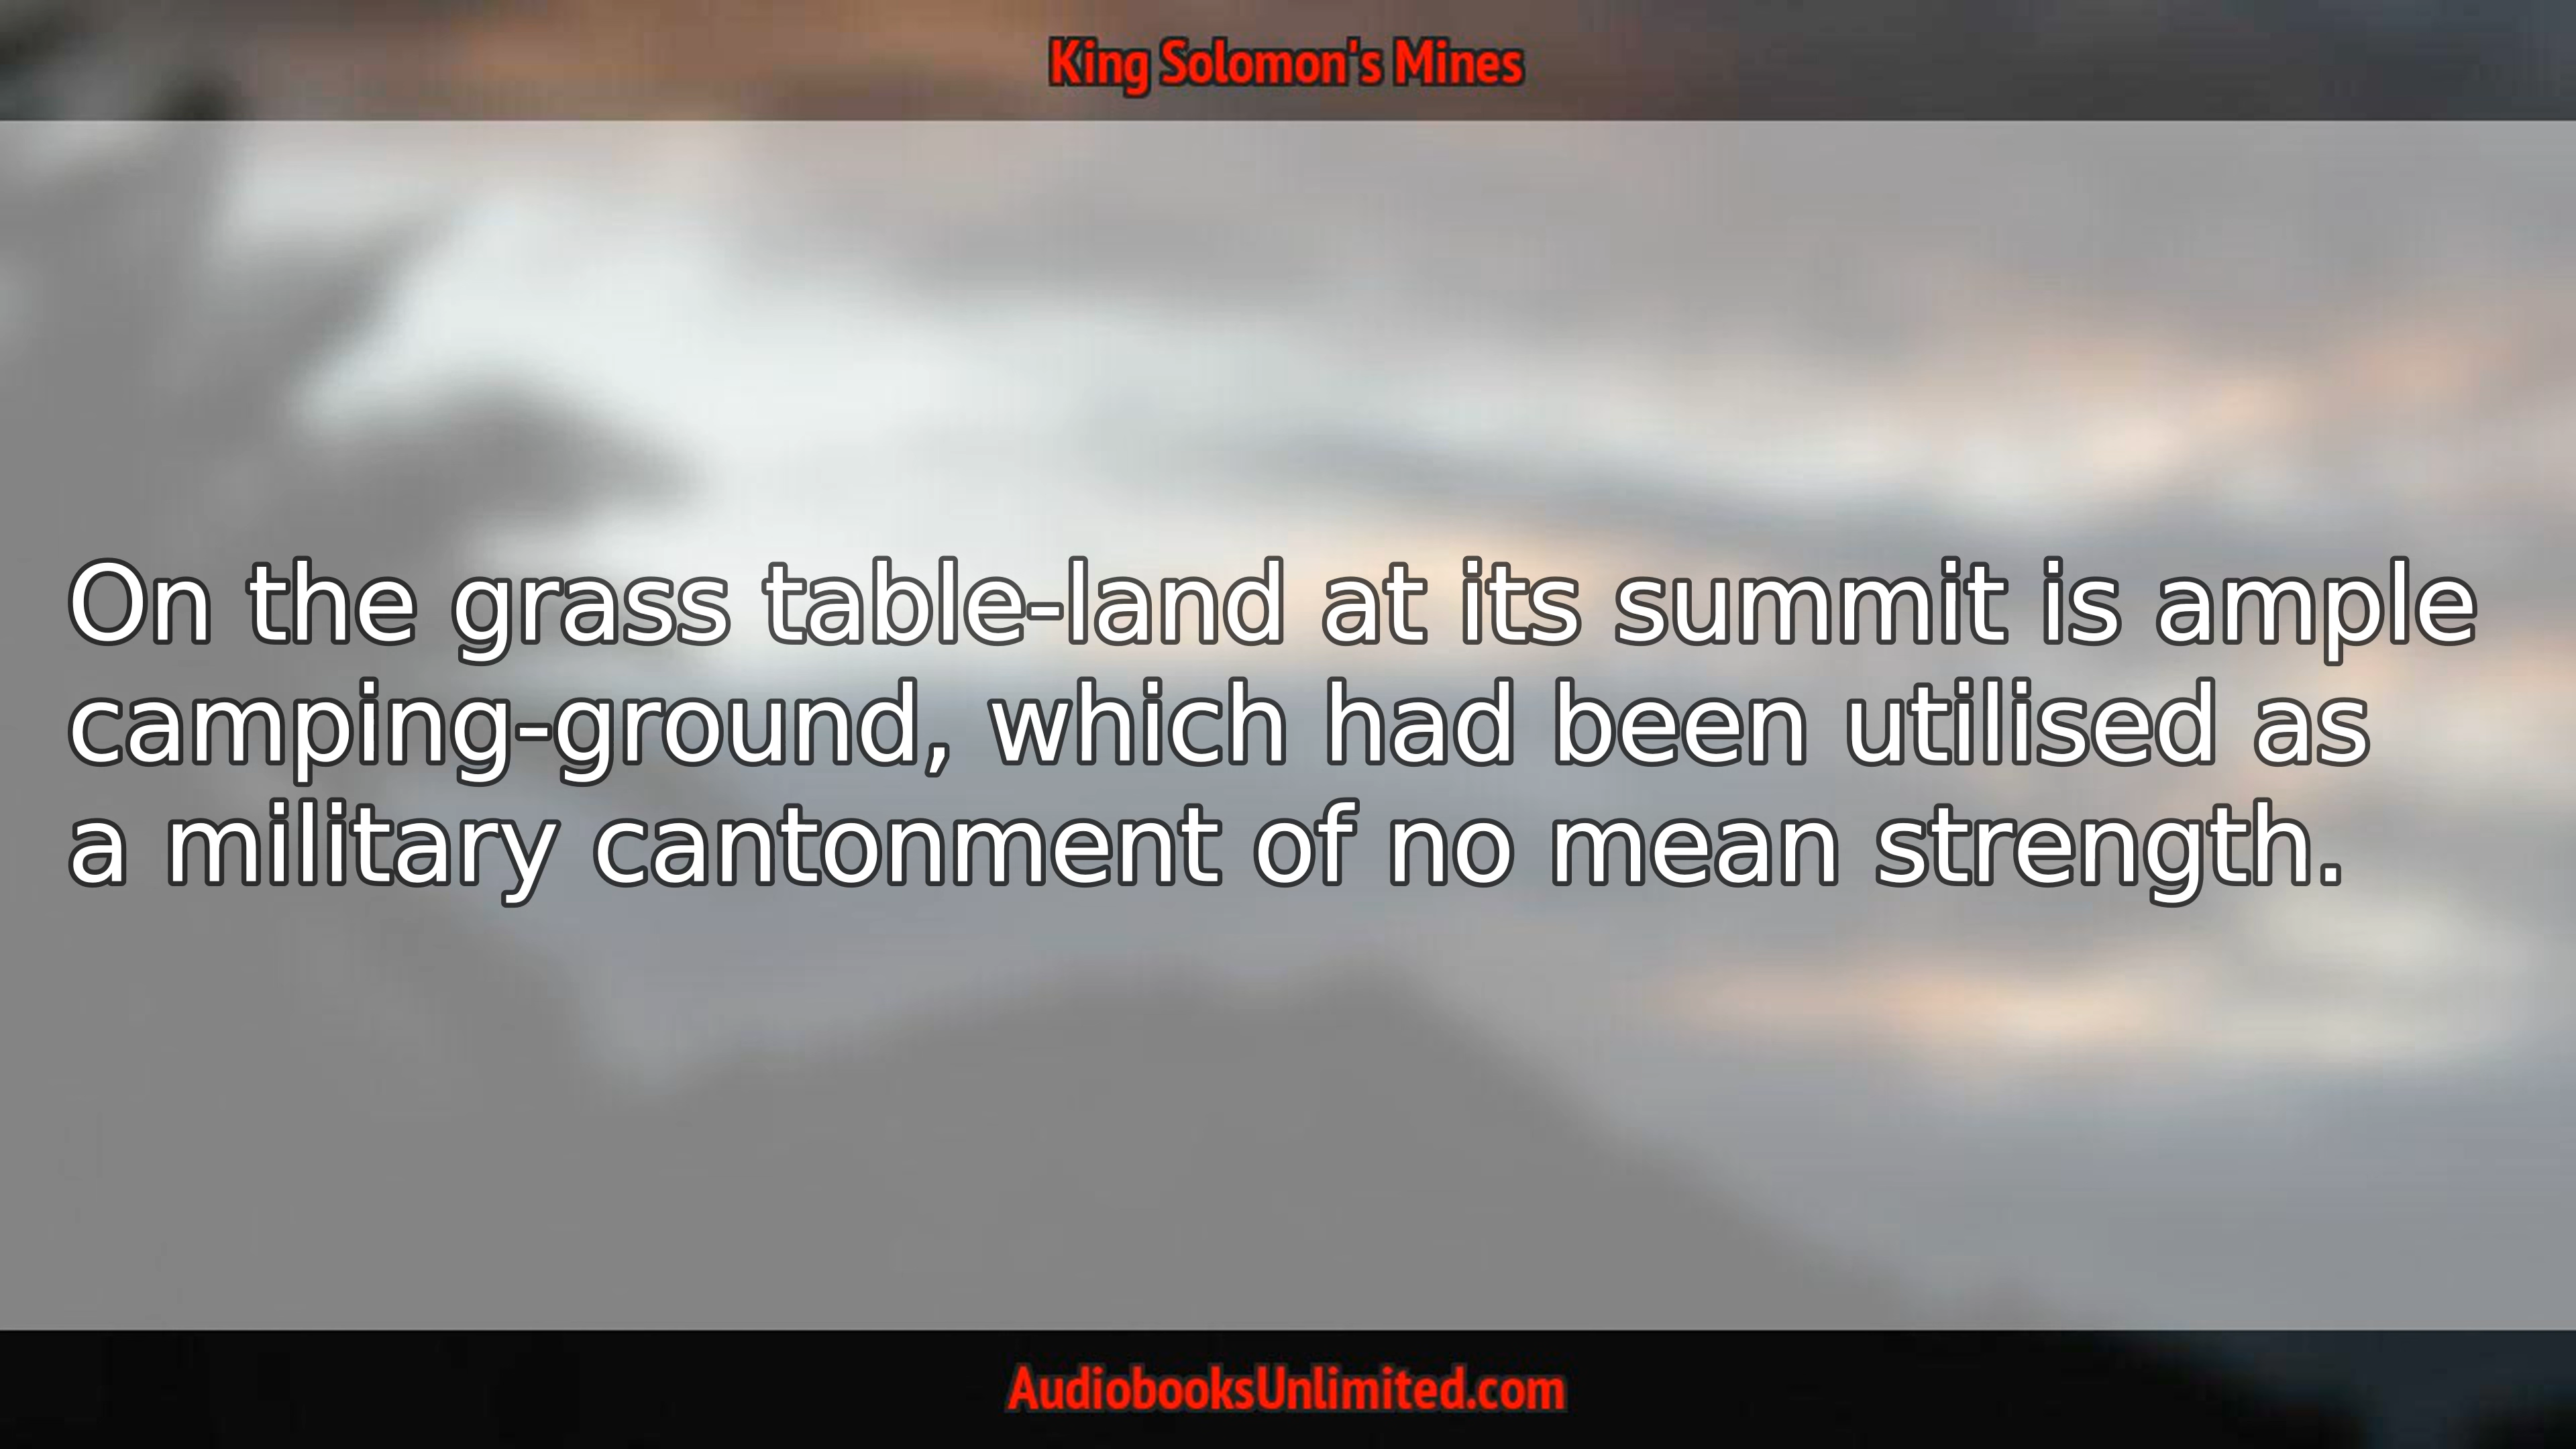 King Solomon's Mines
On the grass table-land at its summit is ample
camping-ground, which had been utilised as
a military cantonment of no mean strength.
AudiobooksUnlimited.com